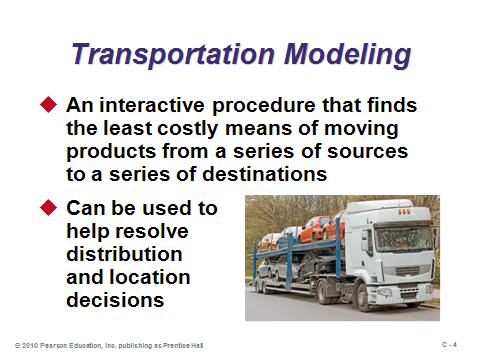 Transportation Modeling
An interactive procedure that finds
the least costly means of moving
products from a series of sources
to a series of destinations
Can be used to
help resolve
distribution
and location
decisions
© 2010 Pearson Education, Inc. publishing as Prentice Hall
C - 4